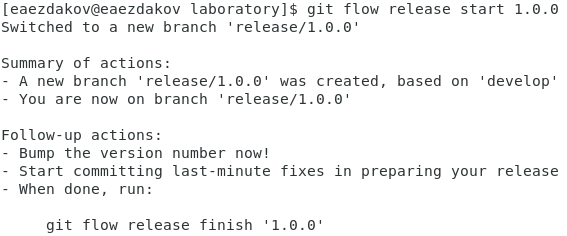 [eaezdakov@eaezdakov laboratory]$ git flow release start 1.0.0
Switched to a new branch 'release/1.0.0'
Summary of actions:
- A new branch 'release/1.0.0' was created, based on 'develop'
- You are now on branch 'release/1.0.0'
Follow-up actions:
- Bump the version number now!
- Start committing last-minute fixes in preparing your release
- When done, run:
git flow release finish '1.0.0'